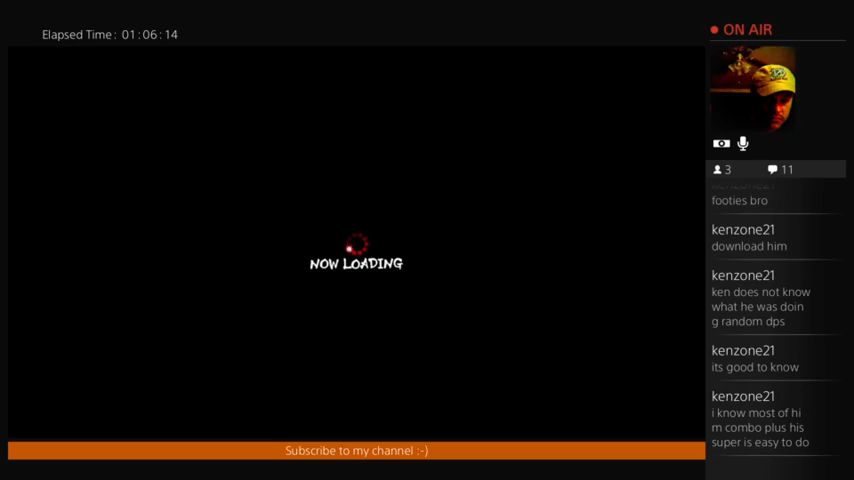 Elapsed Time: 01:06:14
ON AIR
3
11
footies bro
kenzone21
download him
kenzone21
ken does not know
what he was doin
g random dps
kenzone21
its good to know
kenzone21
i know most of hi
m combo plus his
super is easy to do
NOW LOADING
Subscribe to my channel :-)